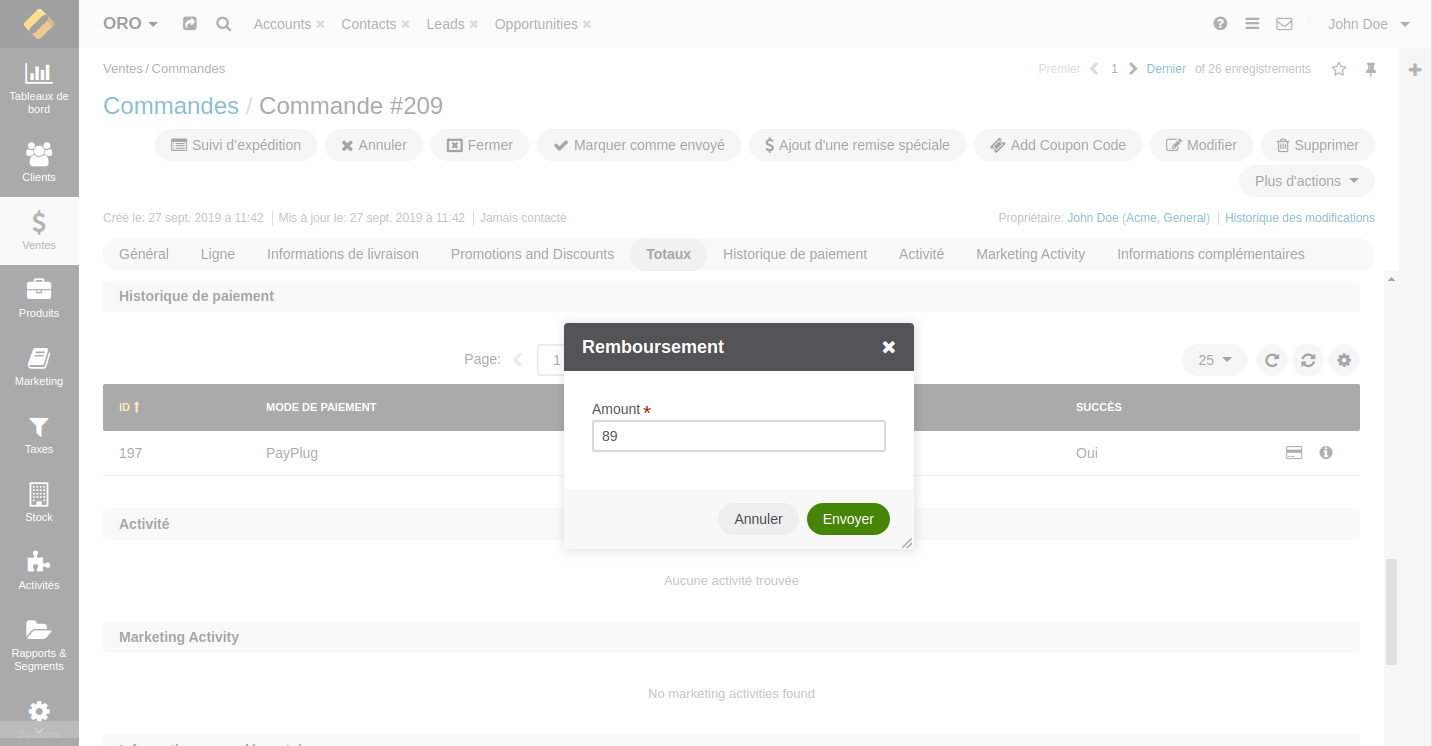 ORO
Accounts
Contacts
Leads
Opportunities
John Doe
Tableaux de
bord
Clients
Ventes
Produits
Marketing
Taxes
Stock
Activités
Rapports &
Segments
Système
Ventes / Commandes
Premier 1 Dernier of 26 enregistrements
Commandes / Commande #209
Suivi d'expédition
Annuler
Fermer
Marquer comme envoyé
Ajout d'une remise spéciale
Add Coupon Code
Modifier
Supprimer
Plus d'actions
Créé le: 27 sept. 2019 à 11:42 Mis à jour le: 27 sept. 2019 à 11:42 Jamais contacté
Propriétaire: John Doe (Acme, General) Historique des modifications
Général
Ligne
Informations de livraison
Promotions and Discounts
Totaux
Historique de paiement
Activité
Marketing Activity
Informations complémentaires
Historique de paiement
Page: 1
25
ID MODE DE PAIEMENT SUCCÈS
197 PayPlug Oui
Remboursement
Amount *
89
Annuler
Envoyer
Activité
Aucune activité trouvée
Marketing Activity
No marketing activities found